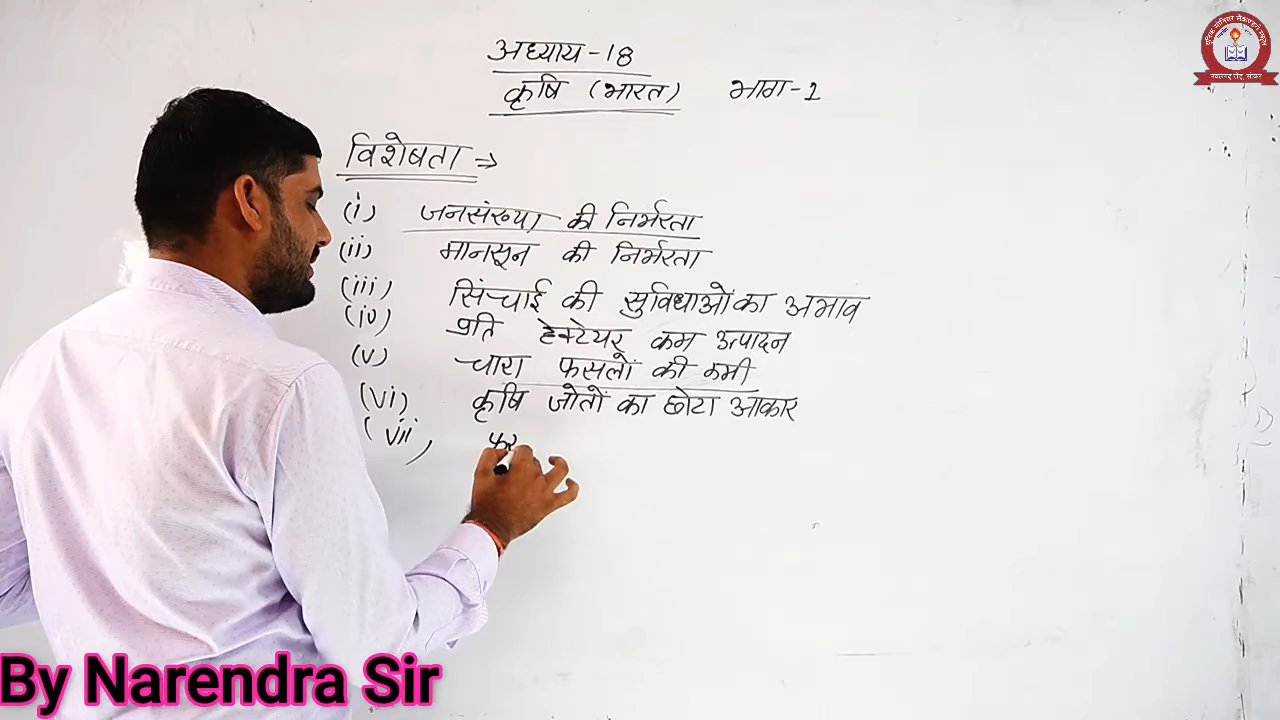 अध्याय-18
कृषि (भारत) भाग-1
विशेषता ⇒
(i) जनसंख्या की निर्भरता
(ii) मानसून की निर्भरता
(iii) सिंचाई की सुविधाओं का अभाव
(iv) प्रति हेक्टेयर कम उत्पादन
(v) चारा फसलों की कमी
(vi) कृषि जोतों का छोटा आकार
(vii)
By Narendra Sir